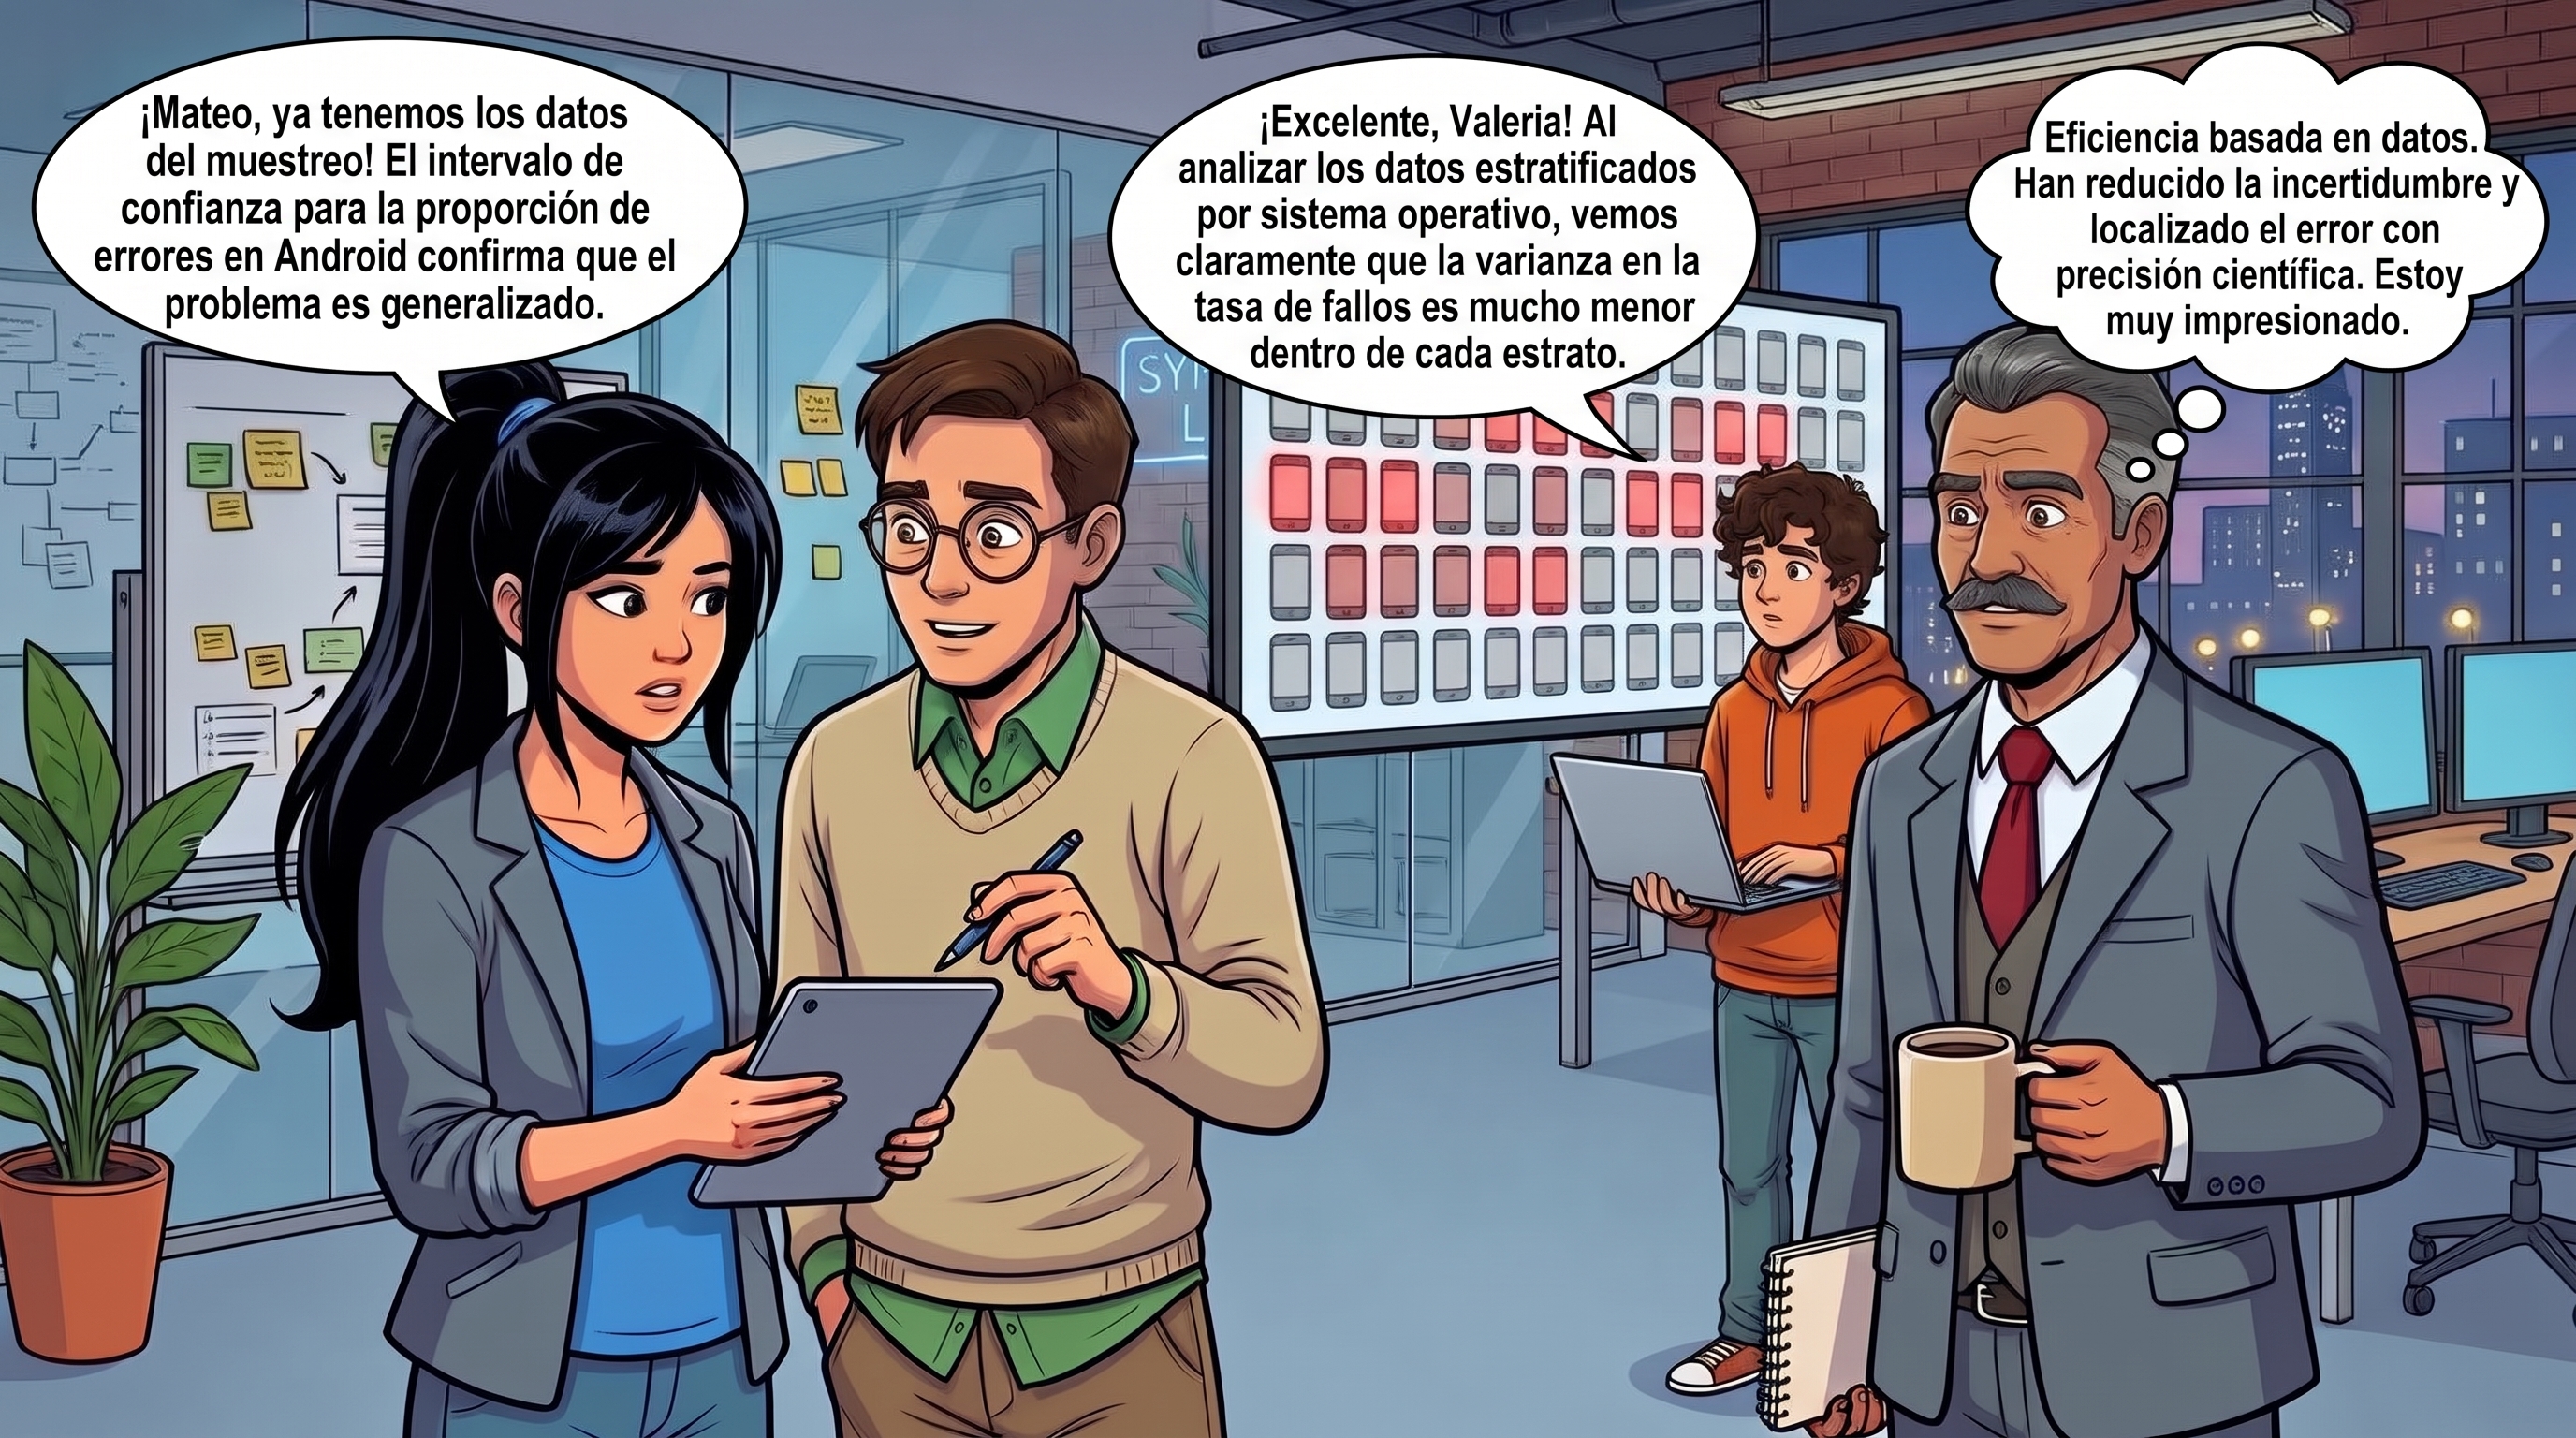 ¡Mateo, ya tenemos los datos
del muestreo! El intervalo de
confianza para la proporción de
errores en Android confirma que el
problema es generalizado.
¡Excelente, Valeria! Al
analizar los datos estratificados
por sistema operativo, vemos
claramente que la varianza en la
tasa de fallos es mucho menor
dentro de cada estrato.
Eficiencia basada en datos.
Han reducido la incertidumbre y
localizado el error con
precisión científica. Estoy
muy impresionado.